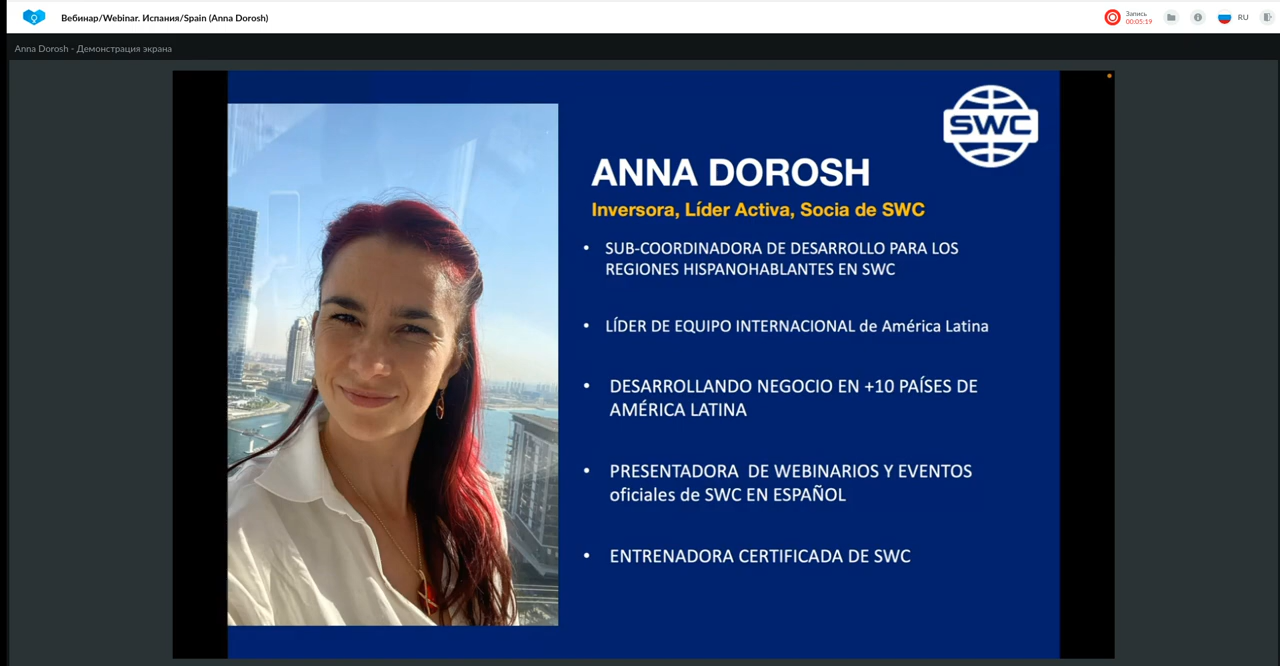 Вебинар/Webinar. Испания/Spain (Anna Dorosh)
Запись
00:05:19
RU
Anna Dorosh - Демонстрация экрана
SWC
ANNA DOROSH
Inversora, Líder Activa, Socia de SWC
• SUB-COORDINADORA DE DESARROLLO PARA LOS
REGIONES HISPANOHABLANTES EN SWC
• LÍDER DE EQUIPO INTERNACIONAL de América Latina
• DESARROLLANDO NEGOCIO EN +10 PAÍSES DE
AMÉRICA LATINA
• PRESENTADORA DE WEBINARIOS Y EVENTOS
oficiales de SWC EN ESPAÑOL
• ENTRENADORA CERTIFICADA DE SWC